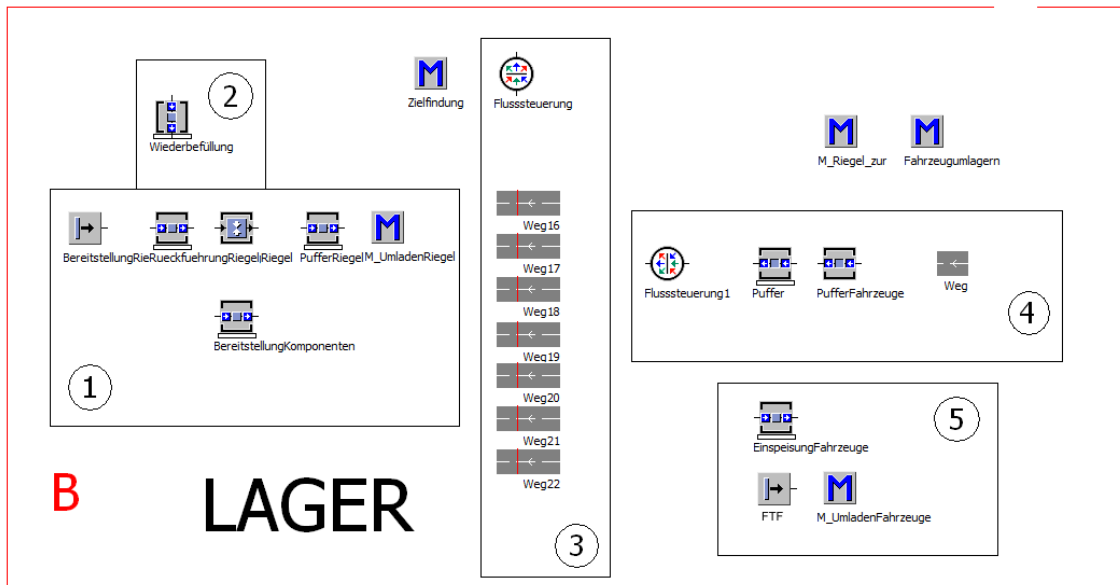 2
Wiederbefüllung
Zielfindung
Flusssteuerung
M_Riegel_zur
Fahrzeugumlagern
BereitstellungRieRueckfuehrungRiegeljRiegel
PufferRiegel
M_UmladenRiegel
BereitstellungKomponenten
1
Weg16
Weg17
Weg18
Weg19
Weg20
Weg21
Weg22
3
Flusssteuerung1
Puffer
PufferFahrzeuge
Weg
4
EinspeisungFahrzeuge
5
FTF
M_UmladenFahrzeuge
B
LAGER